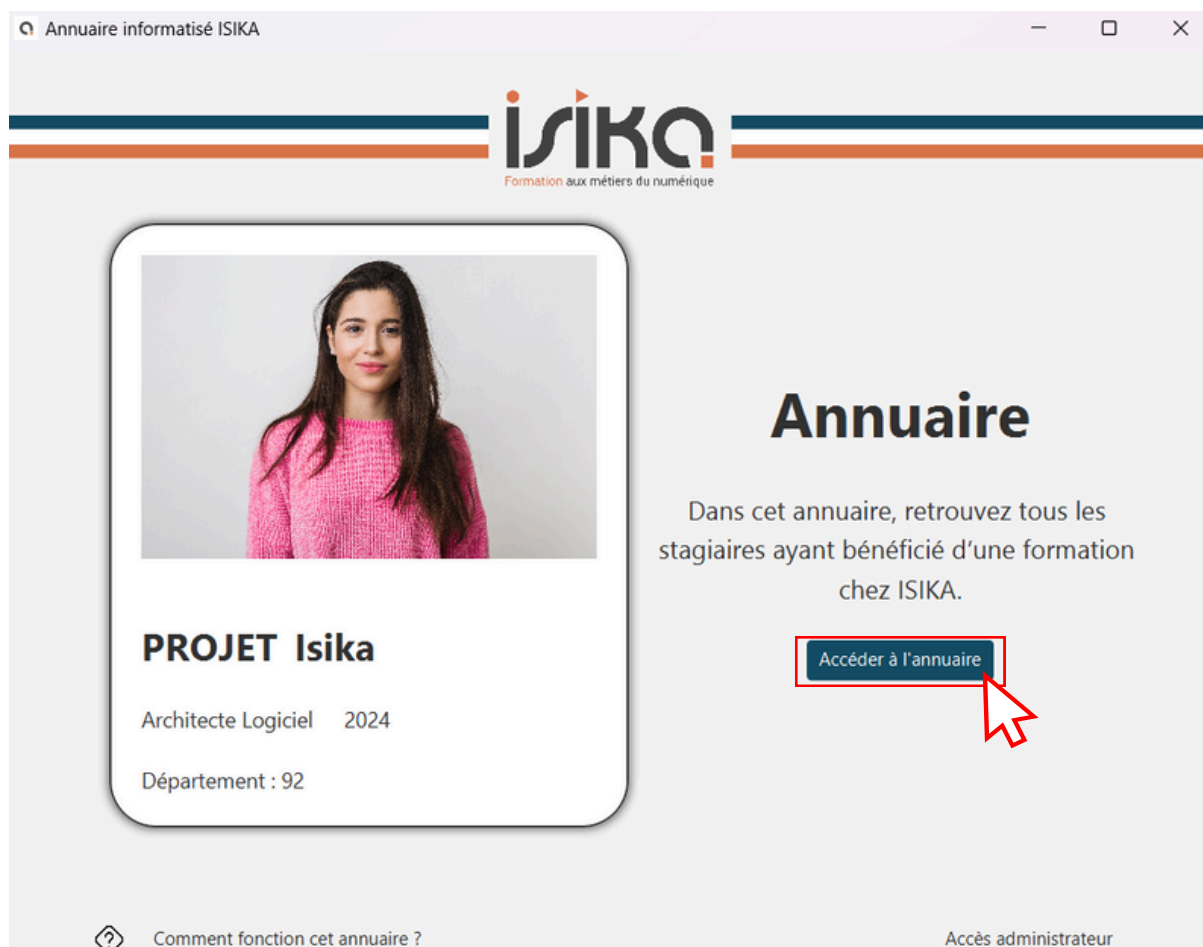 Annuaire informatisé ISIKA
isika
Formation aux métiers du numérique
PROJET Isika
Architecte Logiciel 2024
Département : 92
Annuaire
Dans cet annuaire, retrouvez tous les
stagiaires ayant bénéficié d'une formation
chez ISIKA.
Accéder à l'annuaire
Comment fonction cet annuaire ?
Accès administrateur